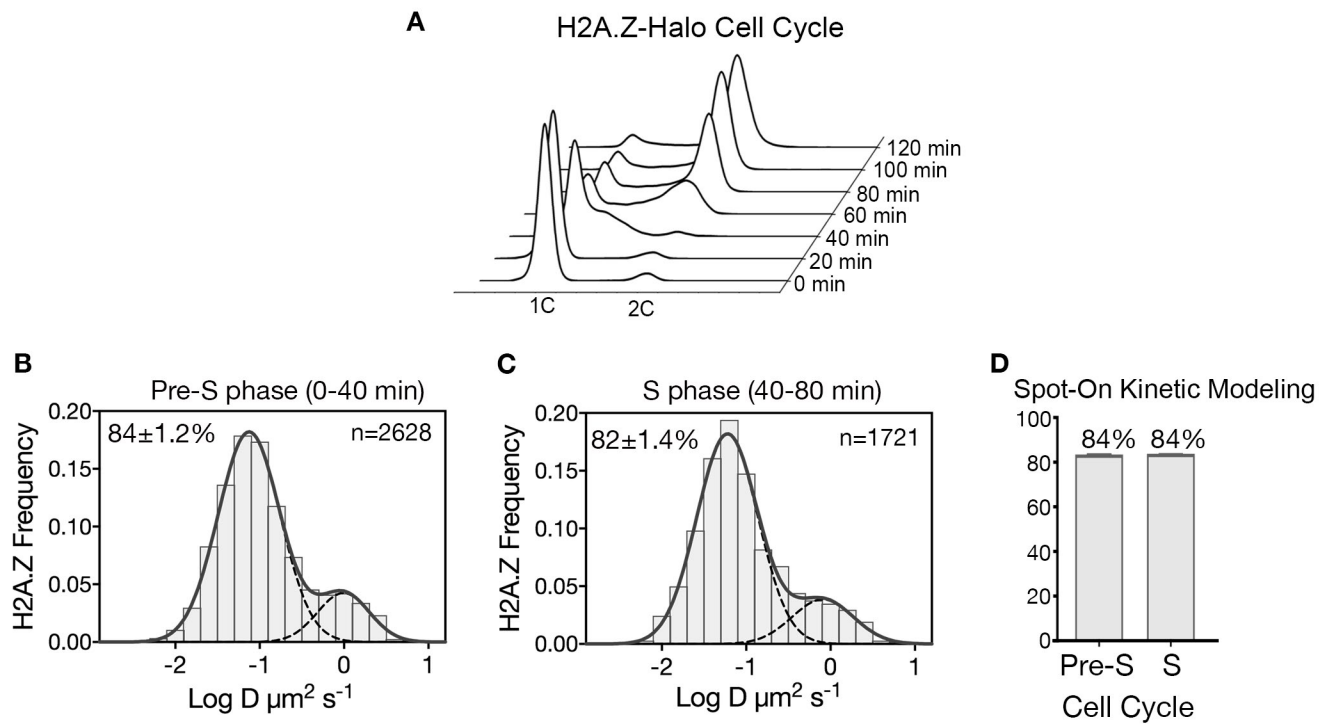 A
H2A.Z-Halo Cell Cycle
120 min
100 min
80 min
60 min
40 min
20 min
0 min
1C
2C
B
Pre-S phase (0-40 min)
84±1.2%
n=2628
H2A.Z Frequency
0.20
0.15
0.10
0.05
0.00
-2
-1
0
1
Log D μm² s⁻¹
C
S phase (40-80 min)
82±1.4%
n=1721
H2A.Z Frequency
0.20
0.15
0.10
0.05
0.00
-2
-1
0
1
Log D μm² s⁻¹
D
Spot-On Kinetic Modeling
100
80
60
40
20
0
84%
84%
Pre-S
S
Cell Cycle